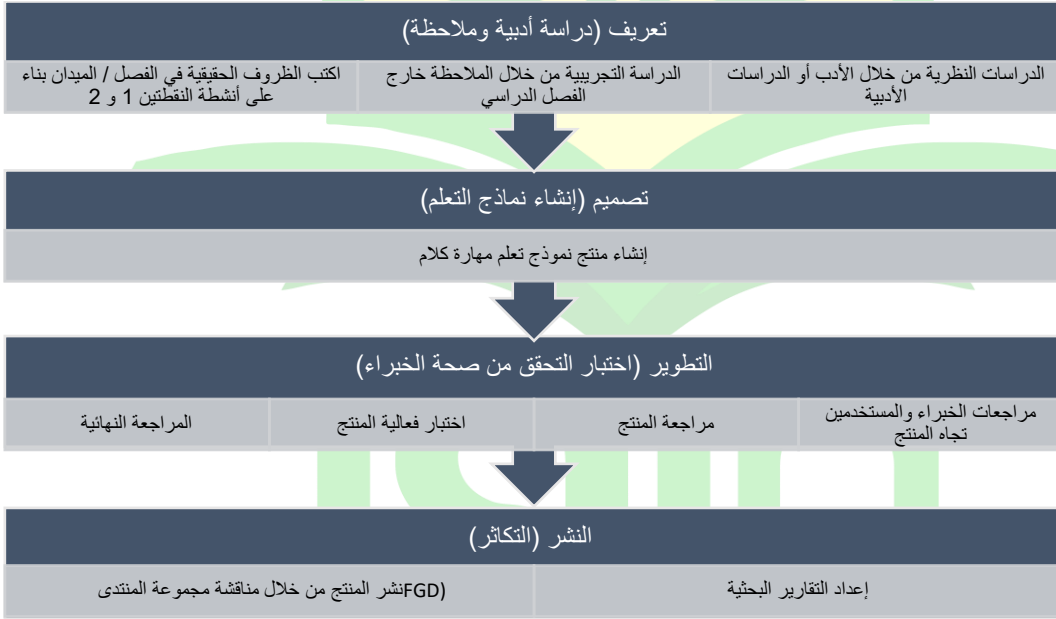 تعريف (دراسة أدبية وملاحظة)
الدراسات النظرية من خلال الأدب أو الدراسات
الأدبية
الدراسة التجريبية من خلال الملاحظة خارج
الفصل الدراسي
اكتب الظروف الحقيقية في الفصل / الميدان بناء
على أنشطة النقطتين 1 و 2
تصميم (إنشاء نماذج التعلم)
إنشاء منتج نموذج تعلم مهارة كلام
التطوير (اختبار التحقق من صحة الخبراء)
مراجعات الخبراء والمستخدمين
تجاه المنتج
مراجعة المنتج
اختبار فعالية المنتج
المراجعة النهائية
النشر (التكاثر)
إعداد التقارير البحثية
(FGDنشر المنتج من خلال مناقشة مجموعة المنتدى